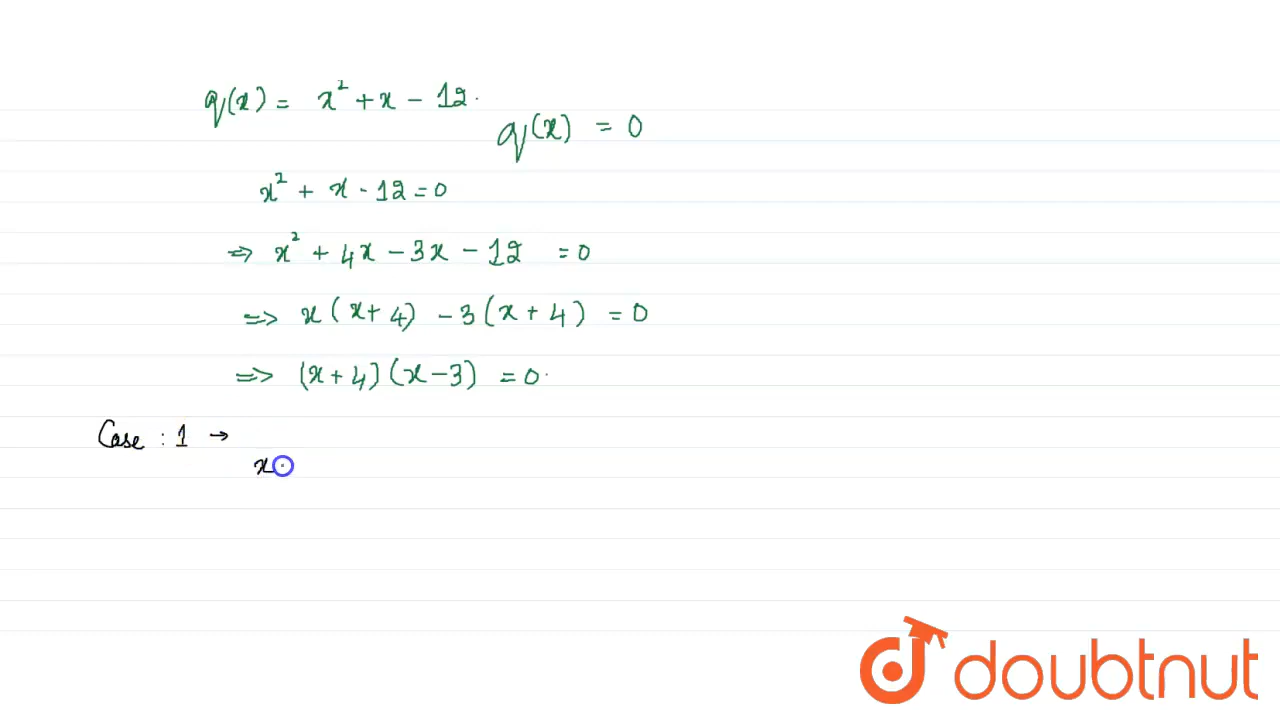 q(x) = x² + x - 12.
q(x) = 0
x² + x - 12 = 0
⇒ x² + 4x - 3x - 12 = 0
⇒ x(x + 4) - 3(x + 4) = 0
⇒ (x + 4)(x - 3) = 0.
Case : 1 →
x
doubtnut